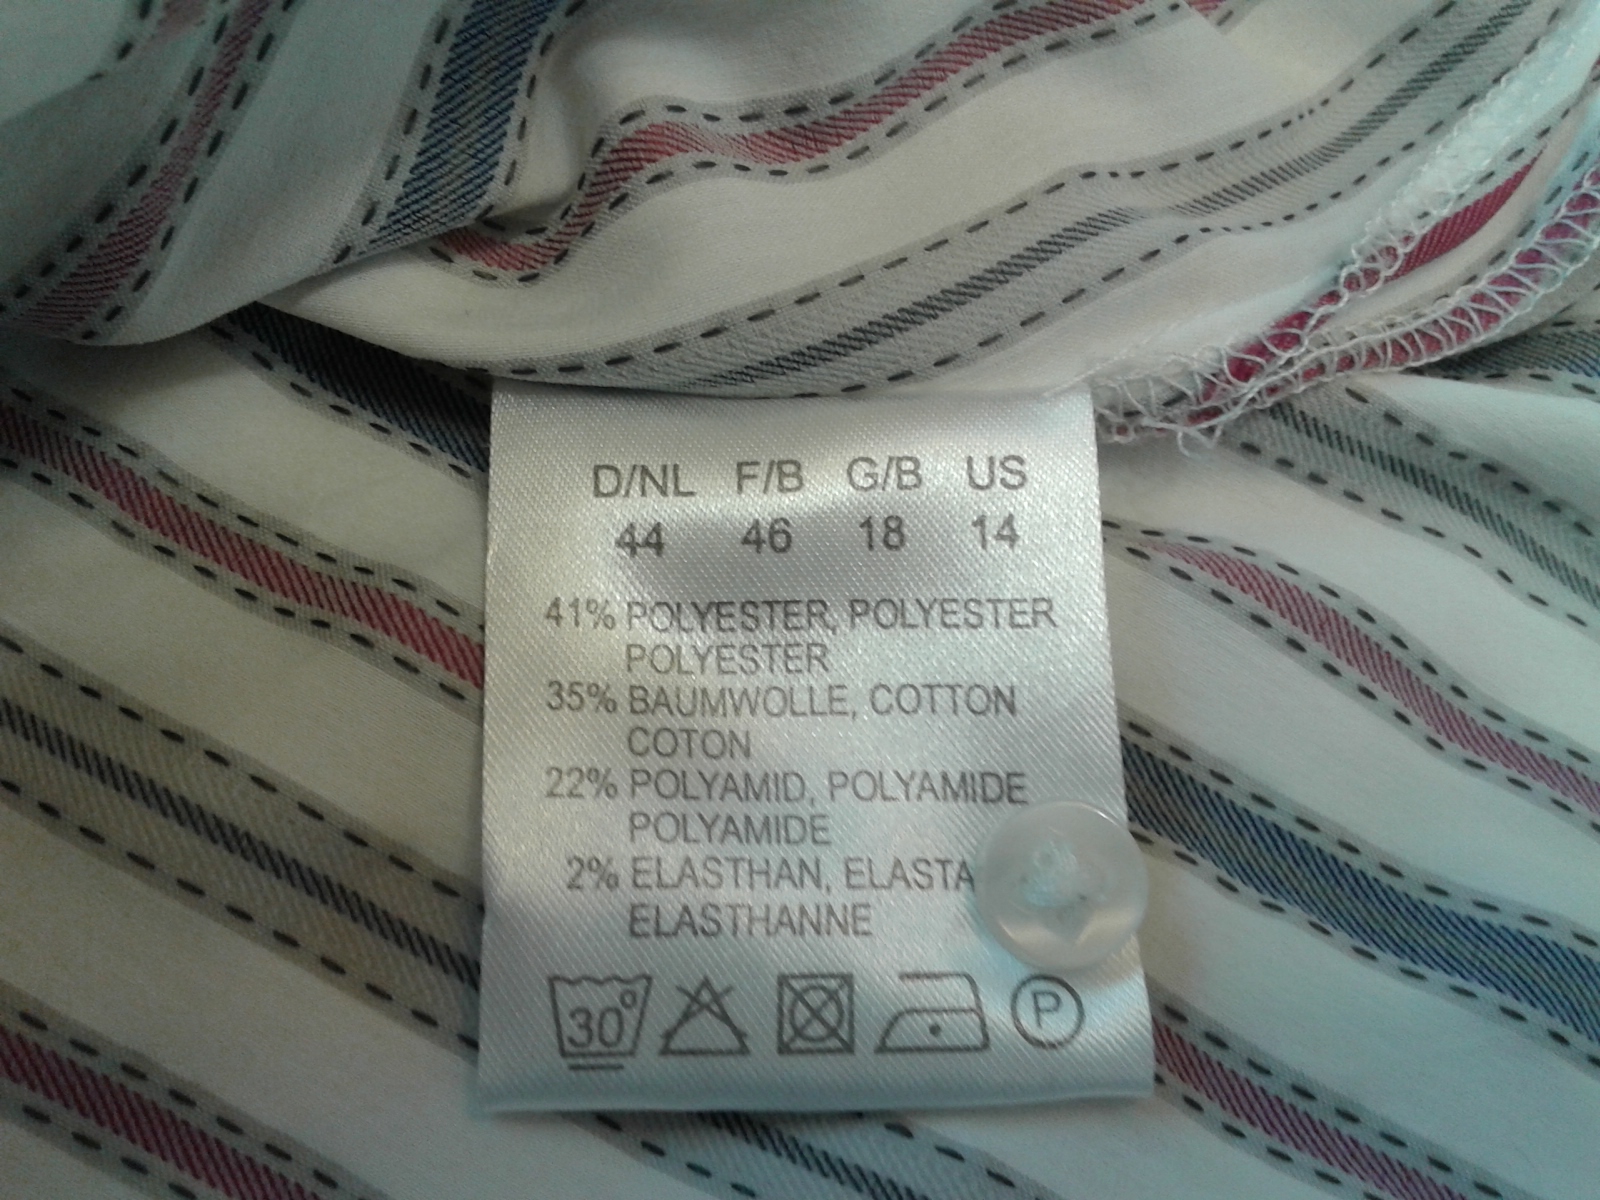 D/NL F/B G/B US
44 46 18 14
41% POLYESTER, POLYESTER
POLYESTER
35% BAUMWOLLE, COTTON
COTON
22% POLYAMID, POLYAMIDE
POLYAMIDE
2% ELASTHAN, ELASTA
ELASTHANNE
30° P